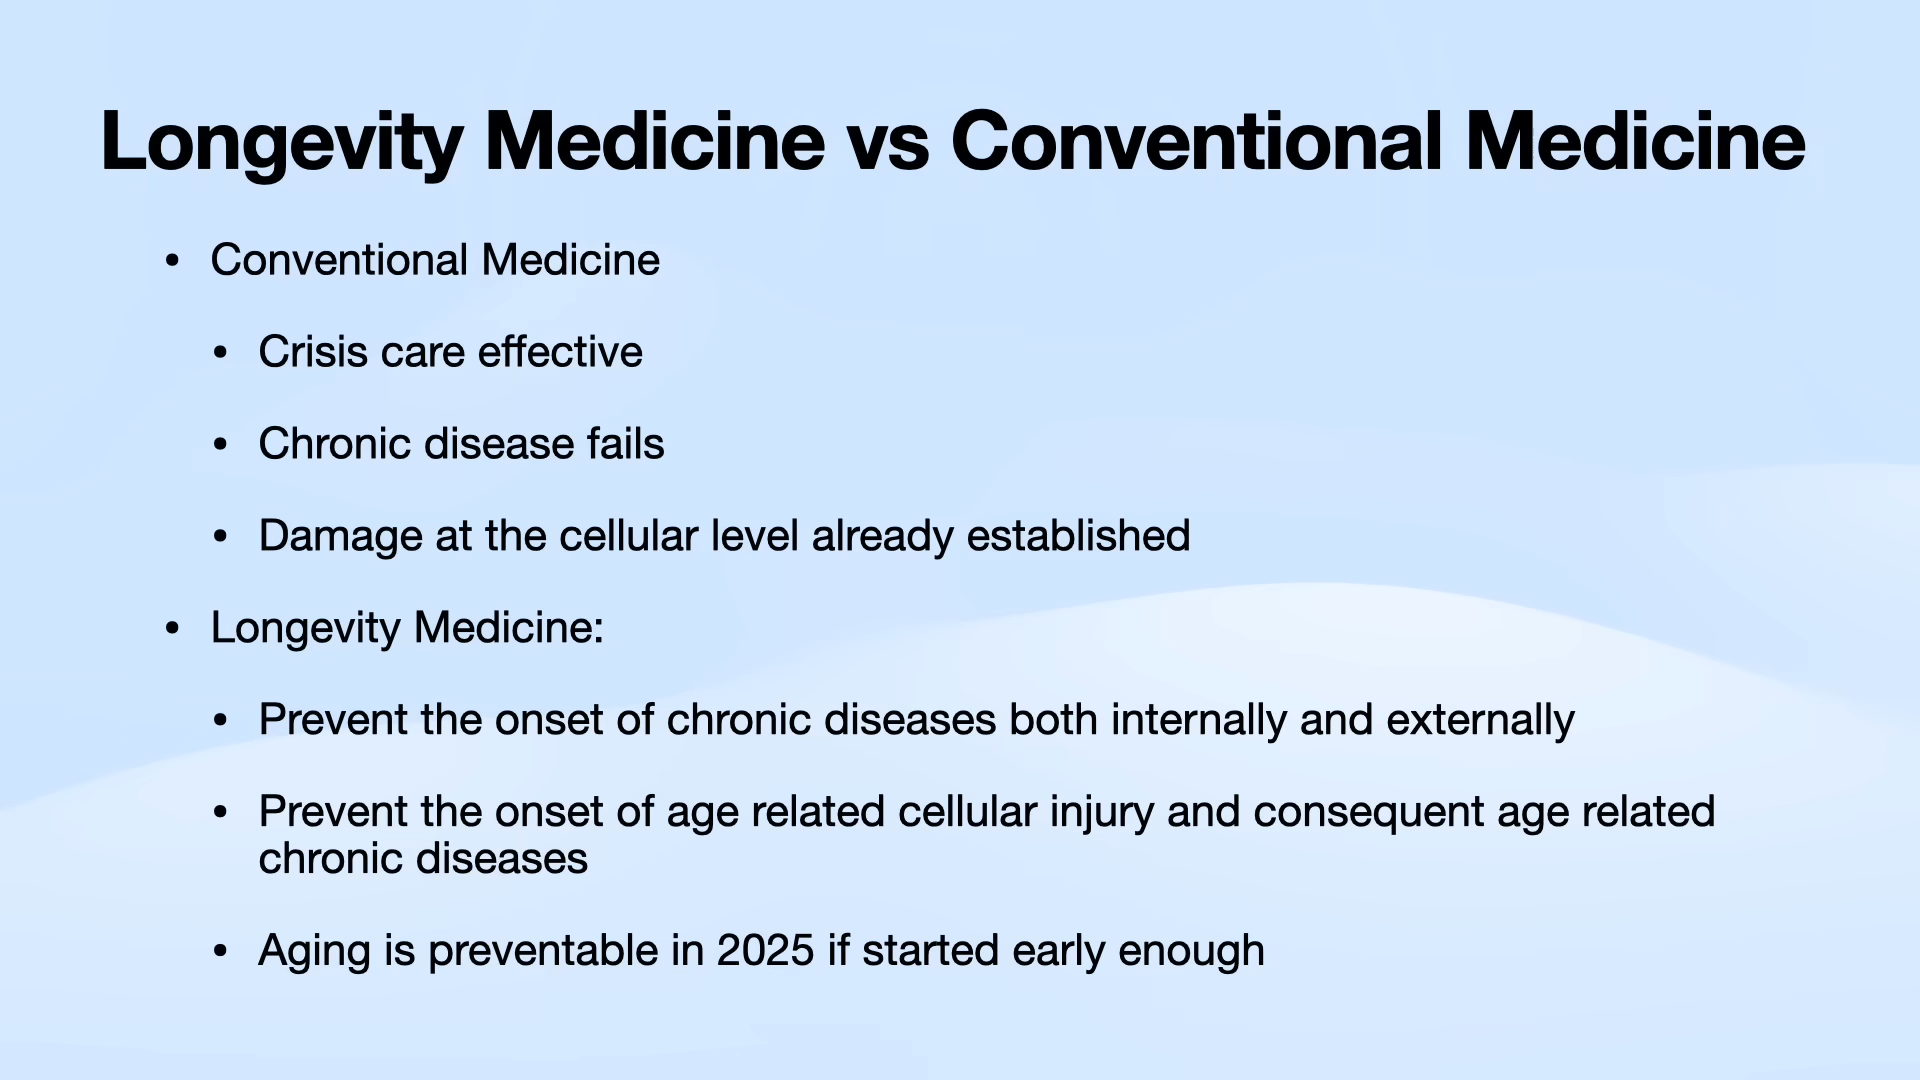 Longevity Medicine vs Conventional Medicine
• Conventional Medicine
• Crisis care effective
• Chronic disease fails
• Damage at the cellular level already established
• Longevity Medicine:
• Prevent the onset of chronic diseases both internally and externally
• Prevent the onset of age related cellular injury and consequent age related
chronic diseases
• Aging is preventable in 2025 if started early enough